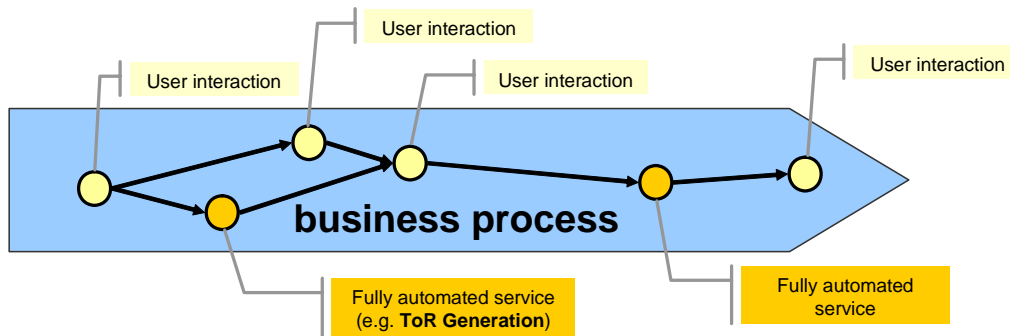 User interaction
User interaction
User interaction
User interaction
business process
Fully automated service
(e.g. ToR Generation)
Fully automated
service